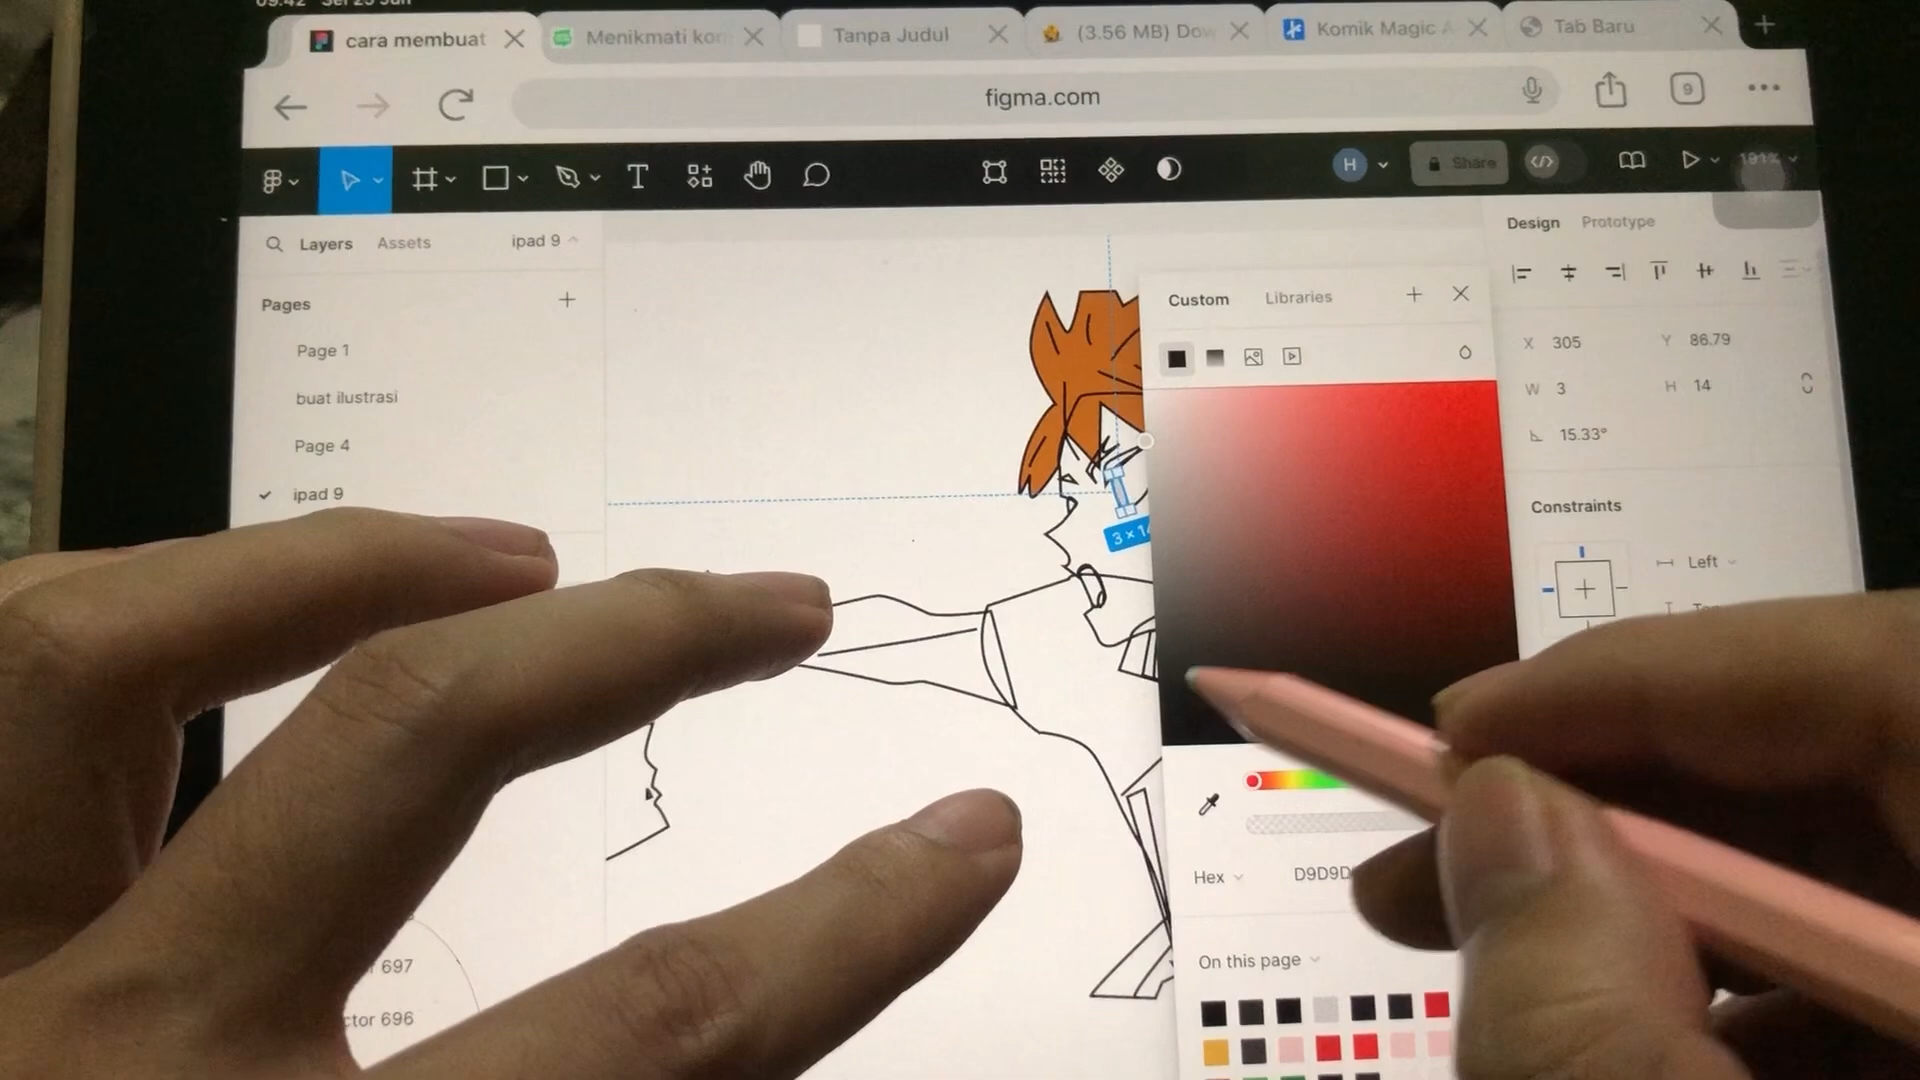 09:42 Sel 25 Jun
cara membuat
Menikmati kom
Tanpa Judul
(3.56 MB) Dow
Komik Magic A
Tab Baru
figma.com
9
T
H
Share
191%
Layers
Assets
ipad 9
Design
Prototype
Pages
Page 1
buat ilustrasi
Page 4
ipad 9
Custom
Libraries
X 305
Y 86.79
W 3
H 14
15.33°
Constraints
Left
3 × 14
Hex
D9D9D
On this page
697
ctor 696